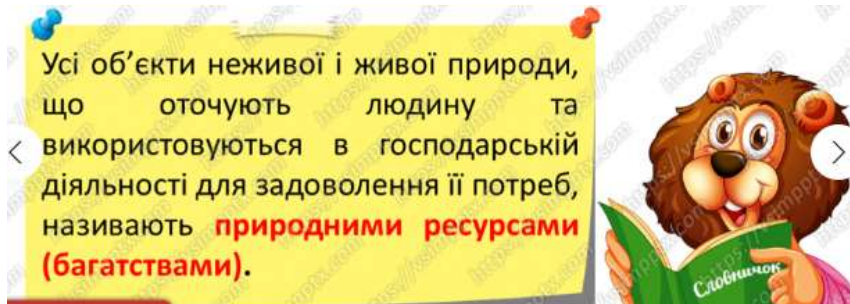 Усі об’єкти неживої і живої природи,
що оточують людину та
використовуються в господарській
діяльності для задоволення її потреб,
називають природними ресурсами
(багатствами).
Словничок